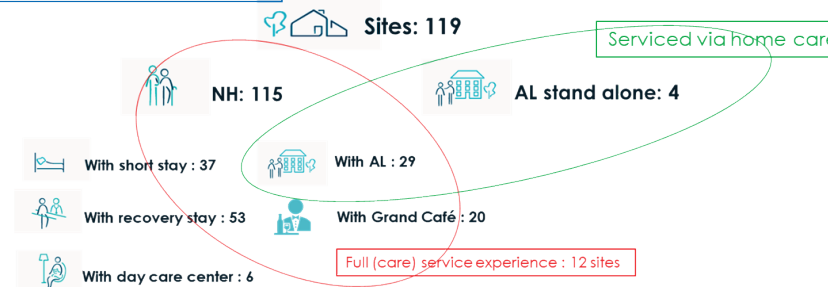 Sites: 119
Serviced via home care
NH: 115
AL stand alone: 4
With short stay : 37
With AL : 29
With recovery stay : 53
With Grand Café : 20
Full (care) service experience : 12 sites
With day care center : 6